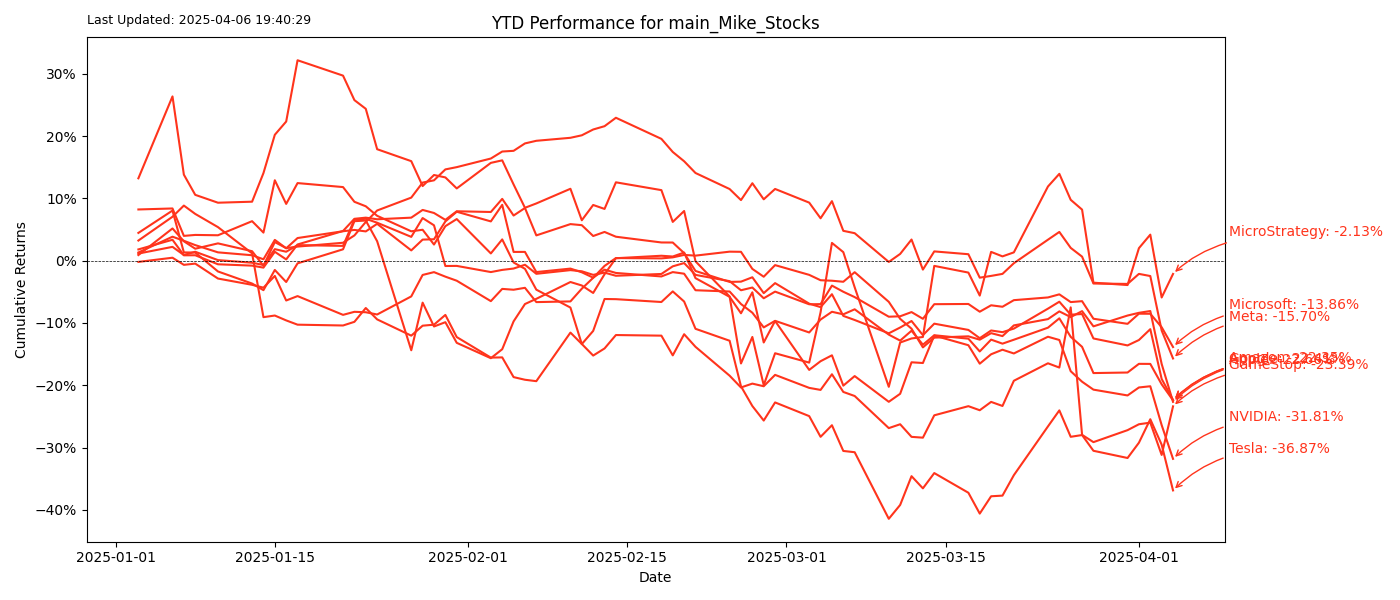 Last Updated: 2025-04-06 19:40:29
YTD Performance for main_Mike_Stocks
30%
20%
10%
0%
−10%
−20%
−30%
−40%
Cumulative Returns
2025-01-01
2025-01-15
2025-02-01
2025-02-15
2025-03-01
2025-03-15
2025-04-01
Date
MicroStrategy: -2.13%
Microsoft: -13.86%
Meta: -15.70%
GameStop: -23.39%
NVIDIA: -31.81%
Tesla: -36.87%